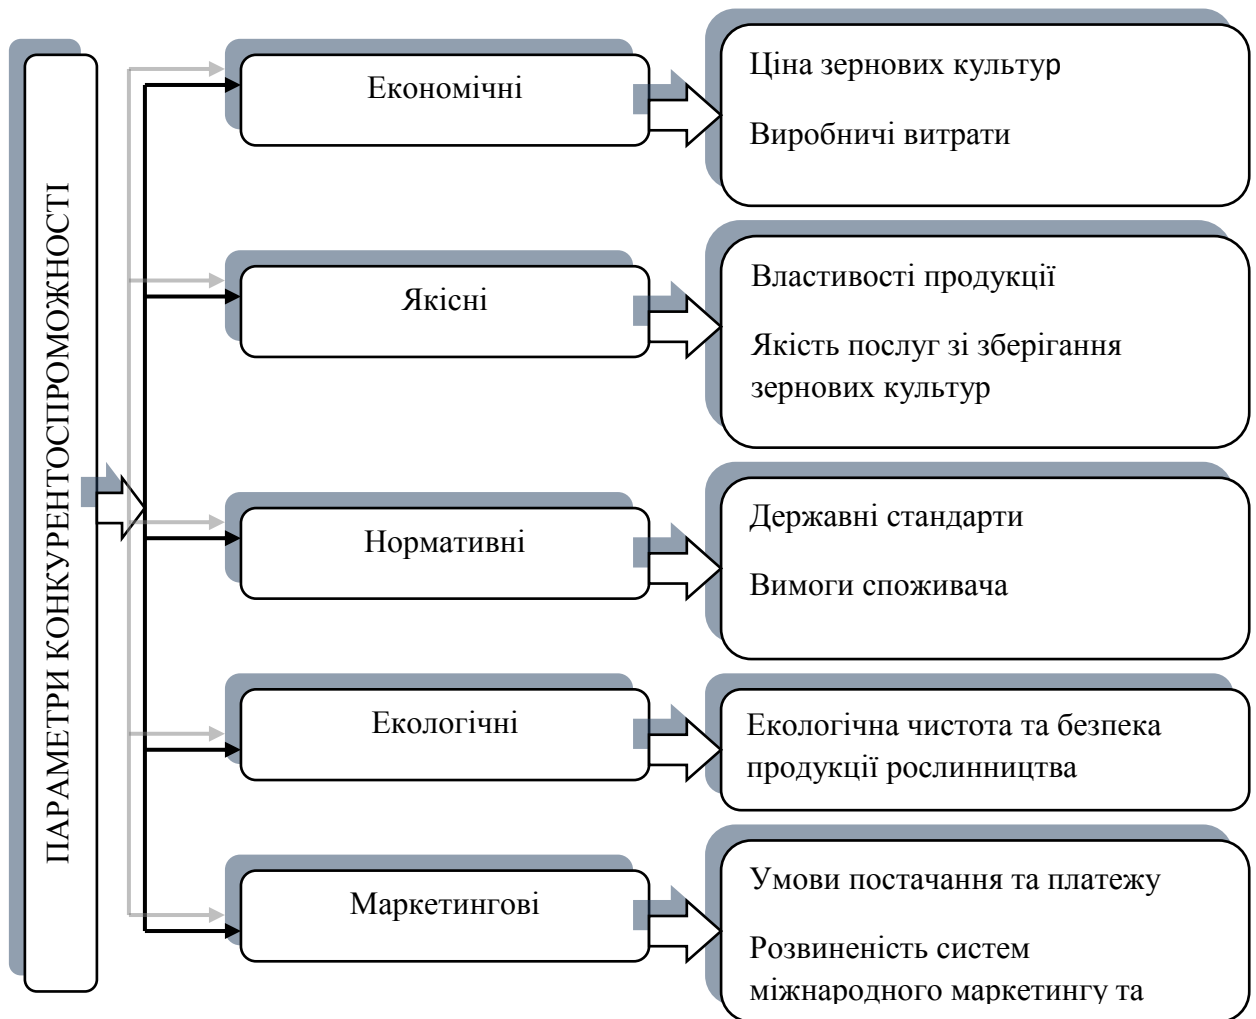 ПАРАМЕТРИ КОНКУРЕНТОСПРОМОЖНОСТІ
Економічні
Ціна зернових культур
Виробничі витрати
Якісні
Властивості продукції
Якість послуг зі зберігання
зернових культур
Нормативні
Державні стандарти
Вимоги споживача
Екологічні
Екологічна чистота та безпека
продукції рослинництва
Маркетингові
Умови постачання та платежу
Розвиненість систем
міжнародного маркетингу та